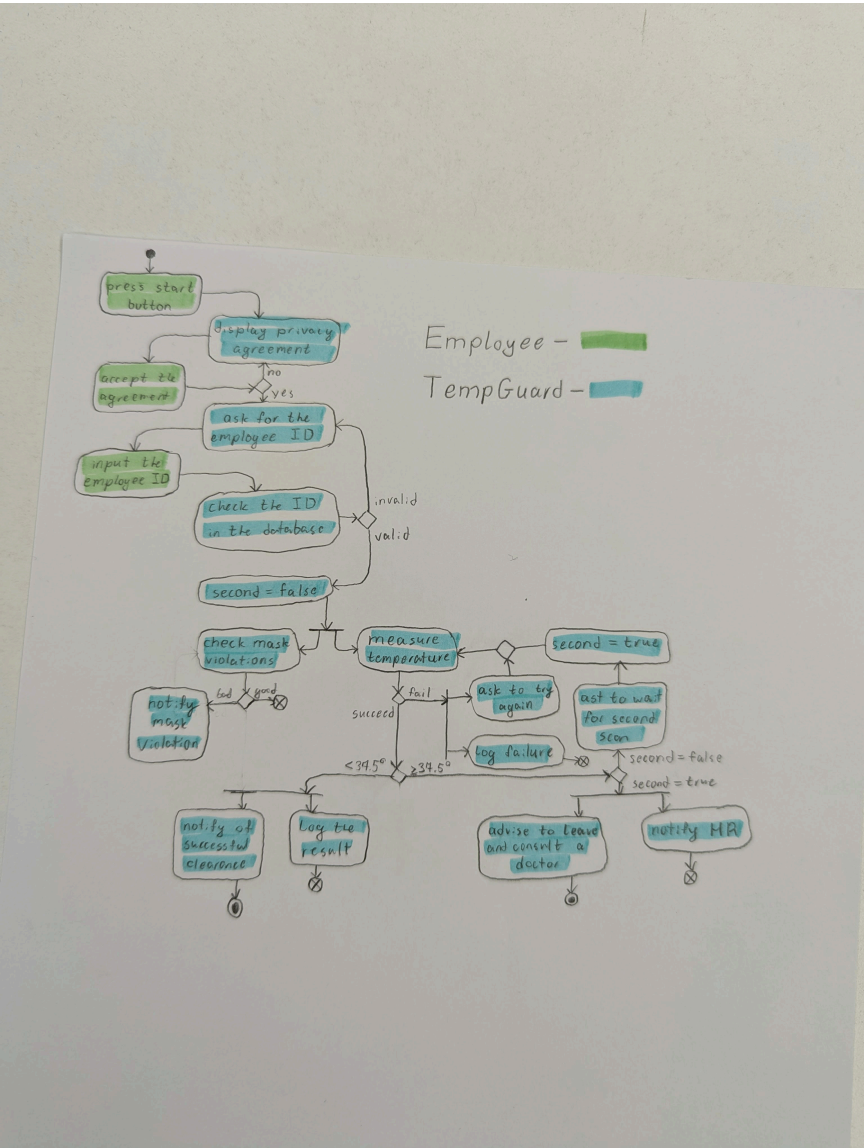 press start
button
display privacy
agreement
Employee -
TempGuard -
accept the
agreement
no
yes
ask for the
employee ID
input the
employee ID
check the ID
in the database
invalid
valid
second = false
check mask
violations
measure
temperature
second = true
bad
good
notify
mask
violation
fail
succeed
ask to try
again
ast to wait
for second
scan
log failure
second=false
second=true
<37.5°
≥37.5°
notify of
successful
clearance
Log the
result
advise to leave
and consult a
doctor
notify HR